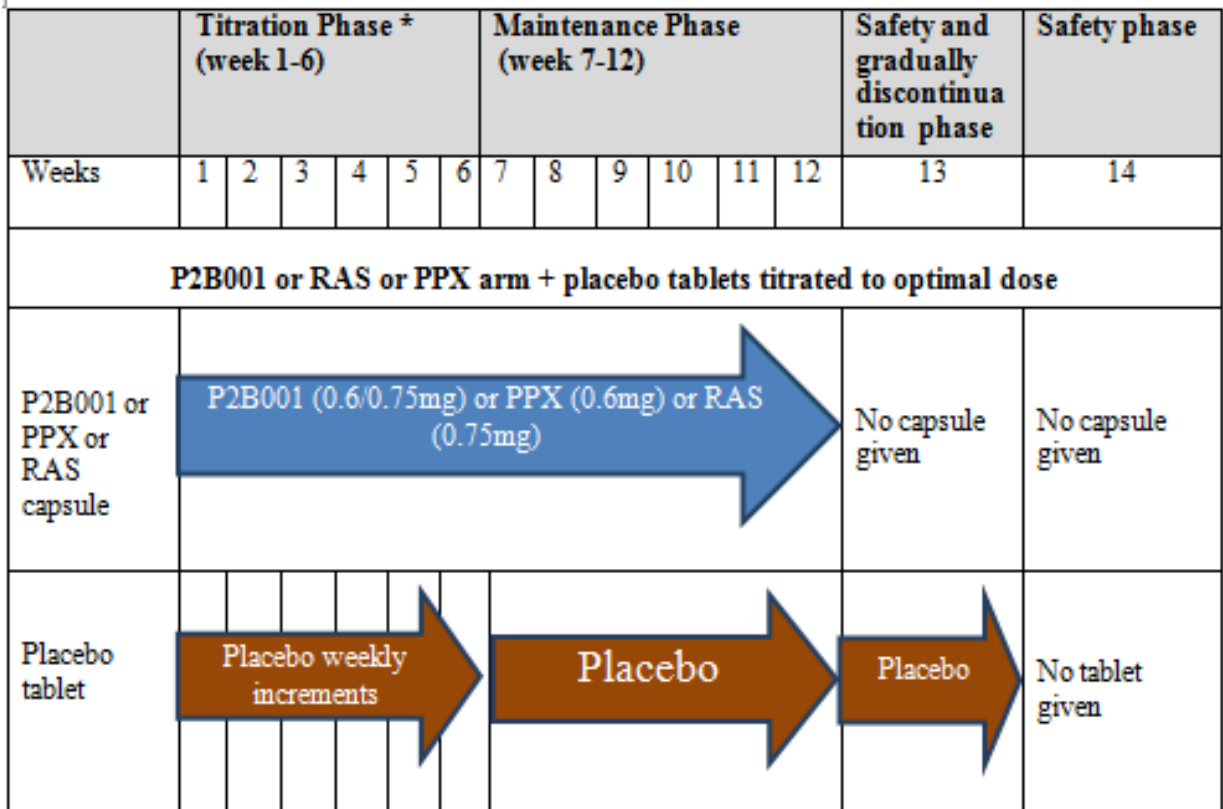 Titration Phase *
(week 1-6)
Maintenance Phase
(week 7-12)
Safety and
gradually
discontinua
tion phase
Safety phase
Weeks
1 2 3 4 5 6 7 8 9 10 11 12 13 14
P2B001 or RAS or PPX arm + placebo tablets titrated to optimal dose
P2B001 or
PPX or
RAS
capsule
P2B001 (0.6/0.75mg) or PPX (0.6mg) or RAS
(0.75mg)
No capsule
given
No capsule
given
Placebo
tablet
Placebo weekly
increments
Placebo
Placebo
No tablet
given